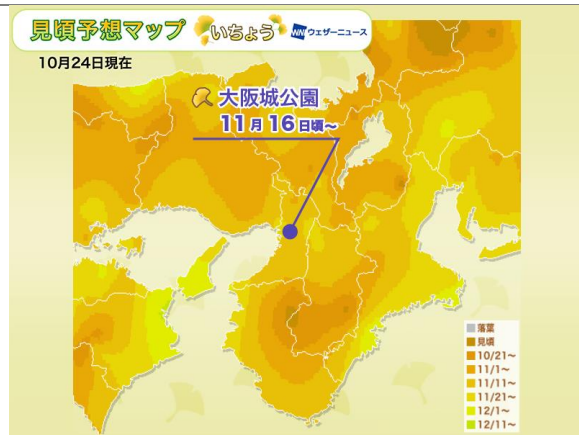 見頃予想マップ いちょう WNI ウェザーニュース
10月24日現在
大阪城公園
11月16日頃～
落葉
見頃
10/21～
11/1～
11/11～
11/21～
12/1～
12/11～